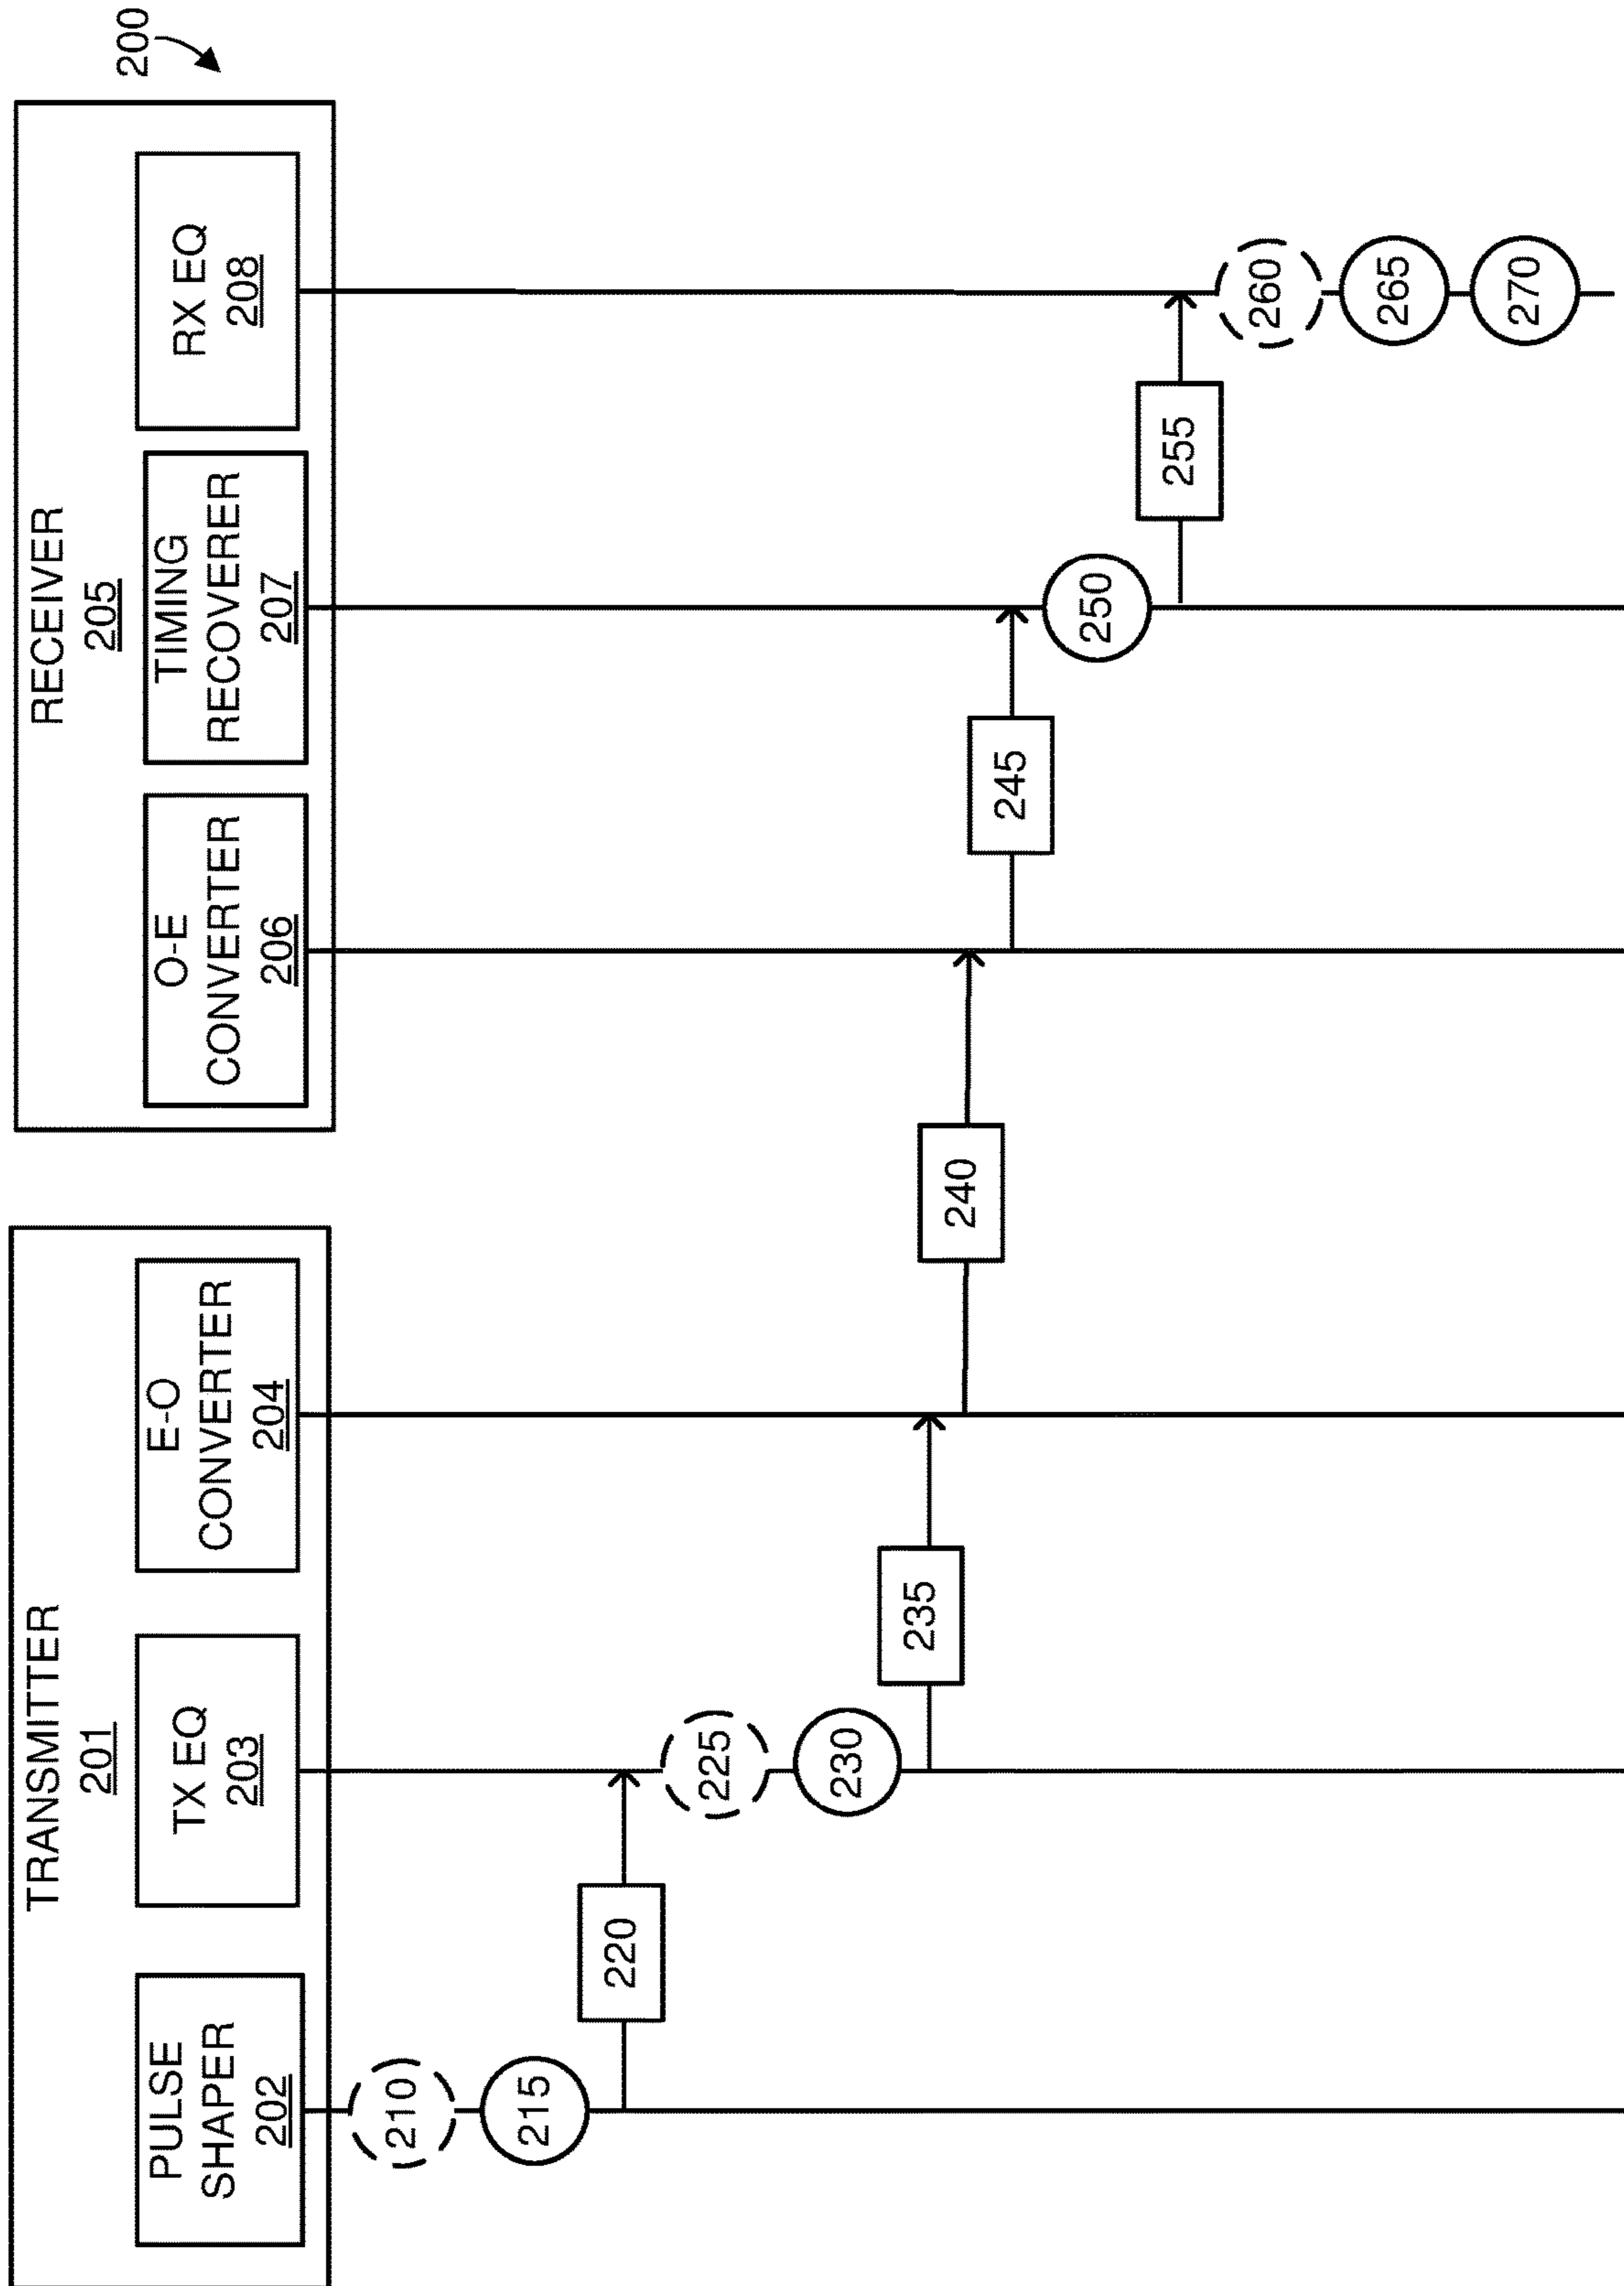 200
TRANSMITTER
201
PULSE
SHAPER
202
TX EQ
203
E-O
CONVERTER
204
RECEIVER
205
O-E
CONVERTER
206
TIMING
RECOVERER
207
RX EQ
208
210
215
220
225
230
235
240
245
250
255
260
265
270